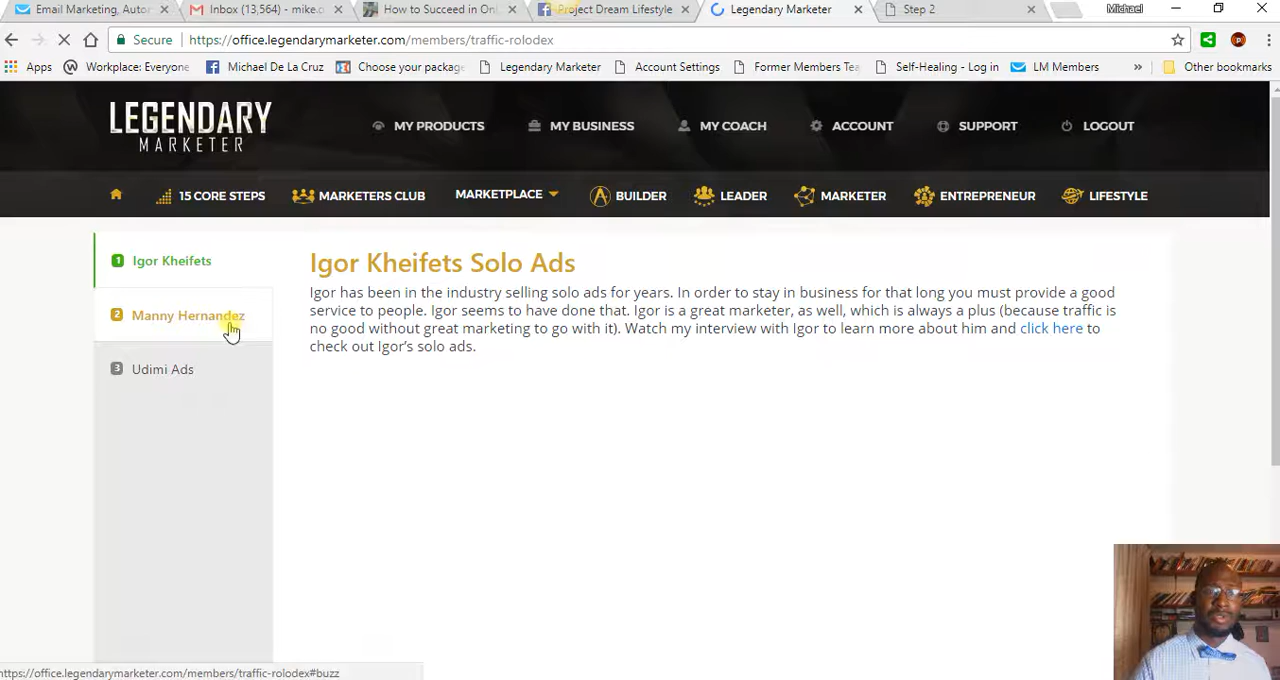 Email Marketing, Autor
Inbox (13,564) - mike.o
How to Succeed in Onl
Project Dream Lifestyle
Legendary Marketer
Step 2
Michael
Secure
https://office.legendarymarketer.com/members/traffic-rolodex
Apps
Workplace: Everyone
Michael De La Cruz
Choose your package
Legendary Marketer
Account Settings
Former Members Tea
Self-Healing - Log in
LM Members
»
Other bookmarks
LEGENDARY
MARKETER
MY PRODUCTS
MY BUSINESS
MY COACH
ACCOUNT
SUPPORT
LOGOUT
15 CORE STEPS
MARKETERS CLUB
MARKETPLACE
BUILDER
LEADER
MARKETER
ENTREPRENEUR
LIFESTYLE
1 Igor Kheifets
2 Manny Hernandez
3 Udimi Ads
Igor Kheifets Solo Ads
Igor has been in the industry selling solo ads for years. In order to stay in business for that long you must provide a good
service to people. Igor seems to have done that. Igor is a great marketer, as well, which is always a plus (because traffic is
no good without great marketing to go with it). Watch my interview with Igor to learn more about him and click here to
check out Igor's solo ads.
https://office.legendarymarketer.com/members/traffic-rolodex#buzz